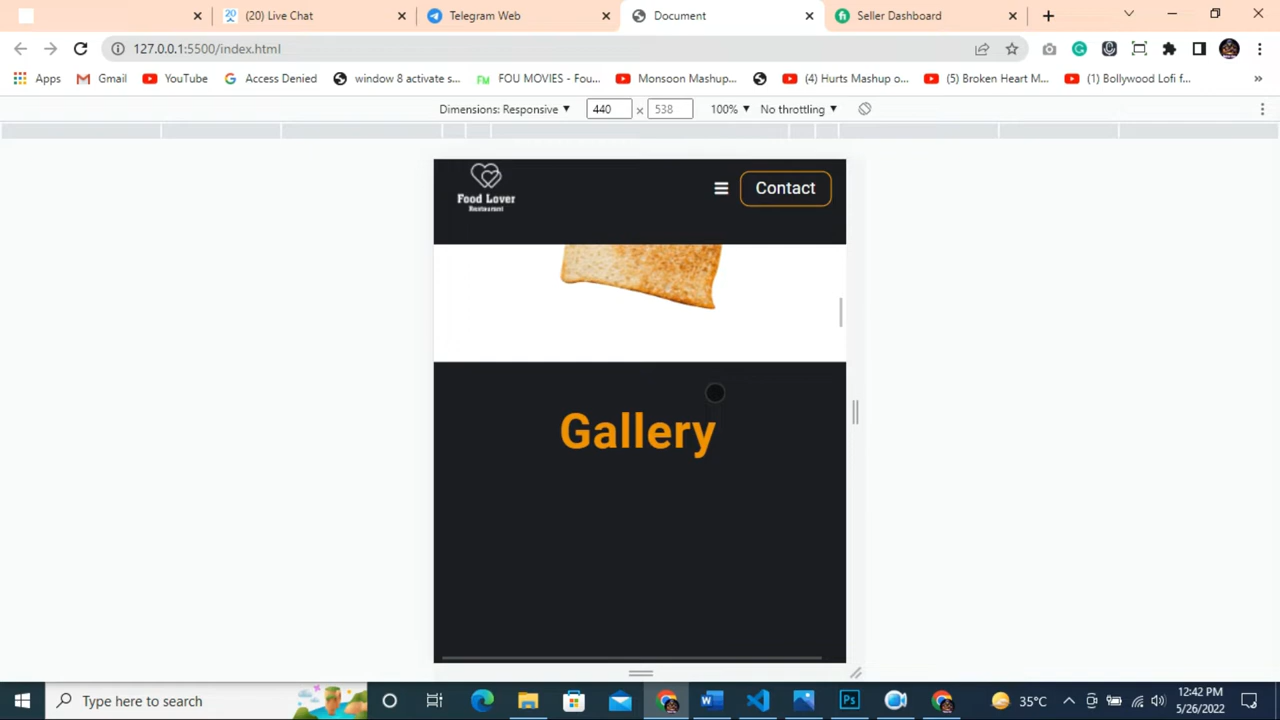 (20) Live Chat
Telegram Web
Document
Seller Dashboard
127.0.0.1:5500/index.html
Apps
Gmail
YouTube
Access Denied
window 8 activate s...
FOU MOVIES - Fou...
Monsoon Mashup...
(4) Hurts Mashup o...
(5) Broken Heart M...
(1) Bollywood Lofi f...
»
Dimensions: Responsive
440 × 538
100%
No throttling
Food Lover
Restaurant
Contact
Gallery
Type here to search
35°C
12:42 PM
5/26/2022